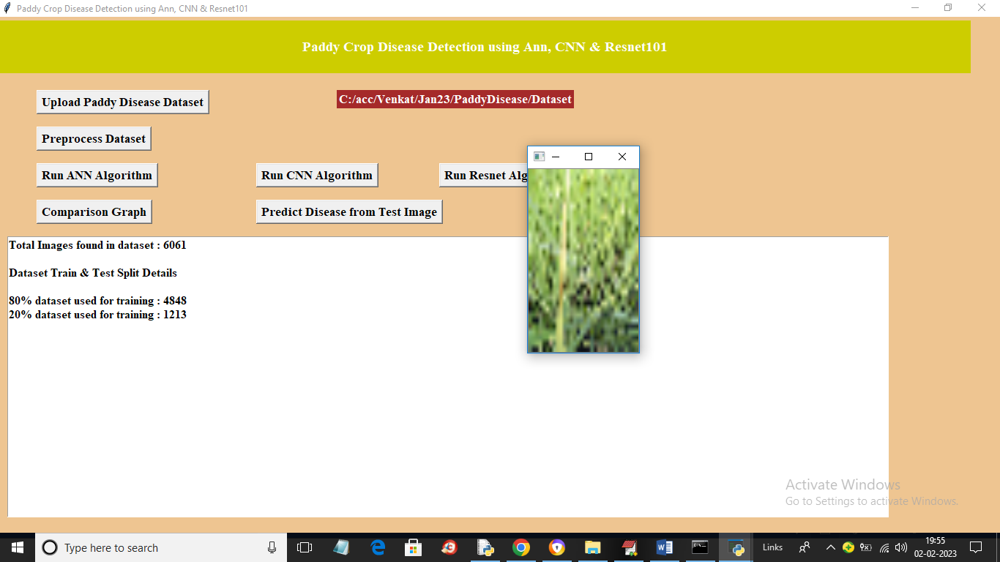 Paddy Crop Disease Detection using Ann, CNN & Resnet101
Paddy Crop Disease Detection using Ann, CNN & Resnet101
Upload Paddy Disease Dataset
C:/acc/Venkat/Jan23/PaddyDisease/Dataset
Preprocess Dataset
Run ANN Algorithm
Run CNN Algorithm
Run Resnet Alg
Comparison Graph
Predict Disease from Test Image
Total Images found in dataset : 6061
Dataset Train & Test Split Details
80% dataset used for training : 4848
20% dataset used for training : 1213
Activate Windows
Go to Settings to activate Windows.
Type here to search
Links
19:55
02-02-2023